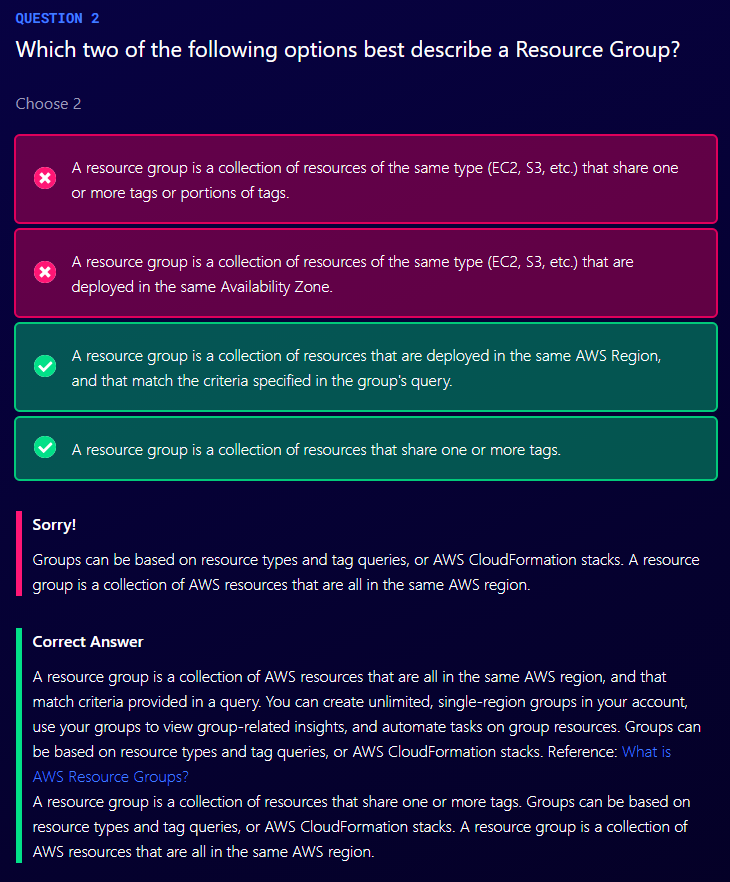 QUESTION 2
Which two of the following options best describe a Resource Group?
Choose 2
A resource group is a collection of resources of the same type (EC2, S3, etc.) that share one
or more tags or portions of tags.
A resource group is a collection of resources of the same type (EC2, S3, etc.) that are
deployed in the same Availability Zone.
A resource group is a collection of resources that are deployed in the same AWS Region,
and that match the criteria specified in the group's query.
A resource group is a collection of resources that share one or more tags.
Sorry!
Groups can be based on resource types and tag queries, or AWS CloudFormation stacks. A resource
group is a collection of AWS resources that are all in the same AWS region.
Correct Answer
A resource group is a collection of AWS resources that are all in the same AWS region, and that
match criteria provided in a query. You can create unlimited, single-region groups in your account,
use your groups to view group-related insights, and automate tasks on group resources. Groups can
be based on resource types and tag queries, or AWS CloudFormation stacks. Reference: What is
AWS Resource Groups?
A resource group is a collection of resources that share one or more tags. Groups can be based on
resource types and tag queries, or AWS CloudFormation stacks. A resource group is a collection of
AWS resources that are all in the same AWS region.